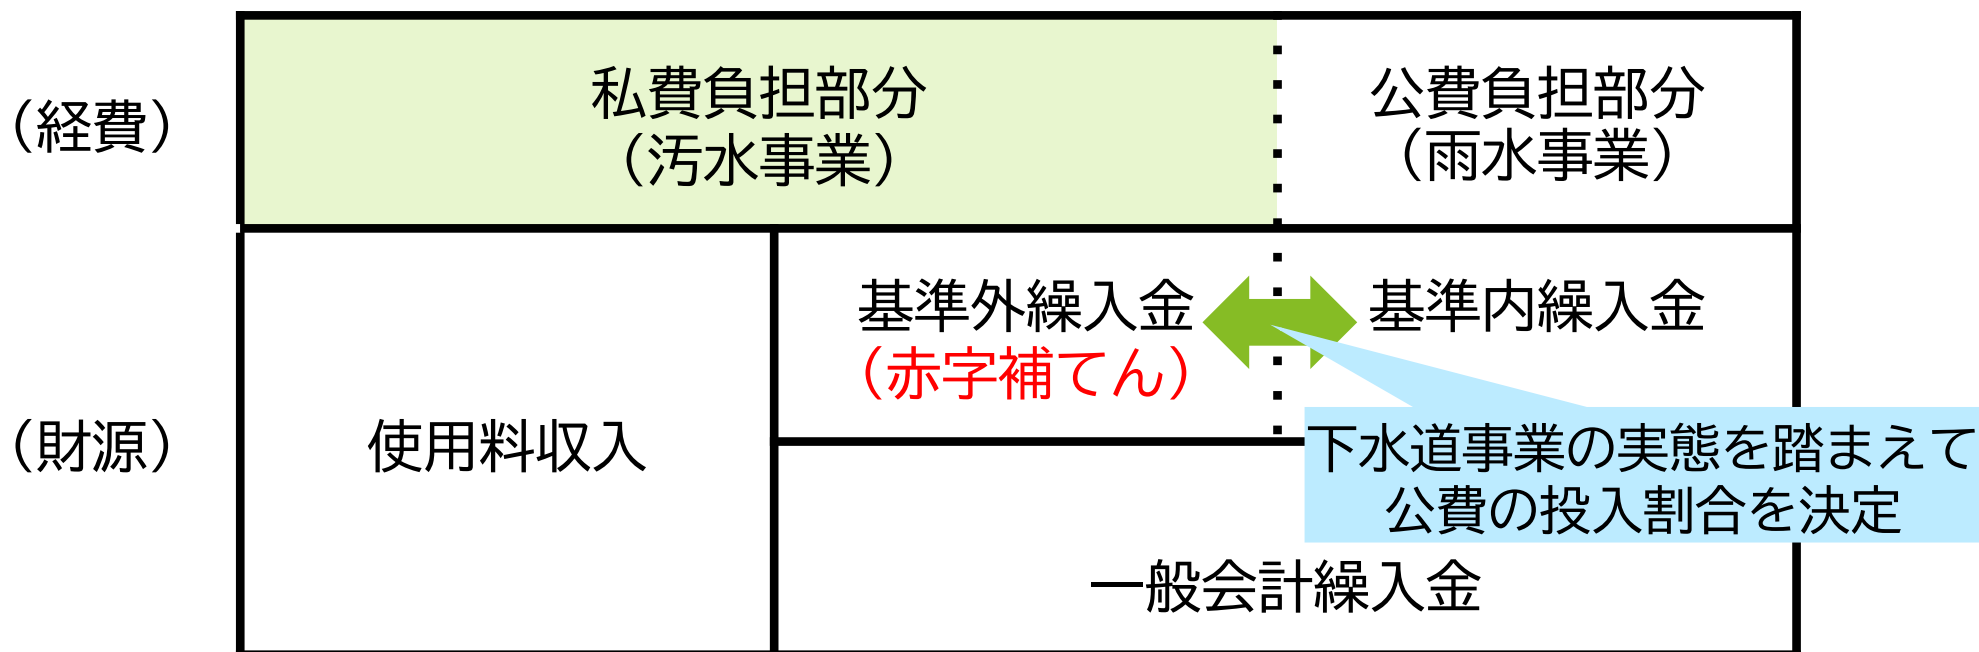 （経費）
私費負担部分
（汚水事業）
公費負担部分
（雨水事業）
（財源）
使用料収入
基準外繰入金
（赤字補てん）
基準内繰入金
下水道事業の実態を踏まえて
公費の投入割合を決定
一般会計繰入金